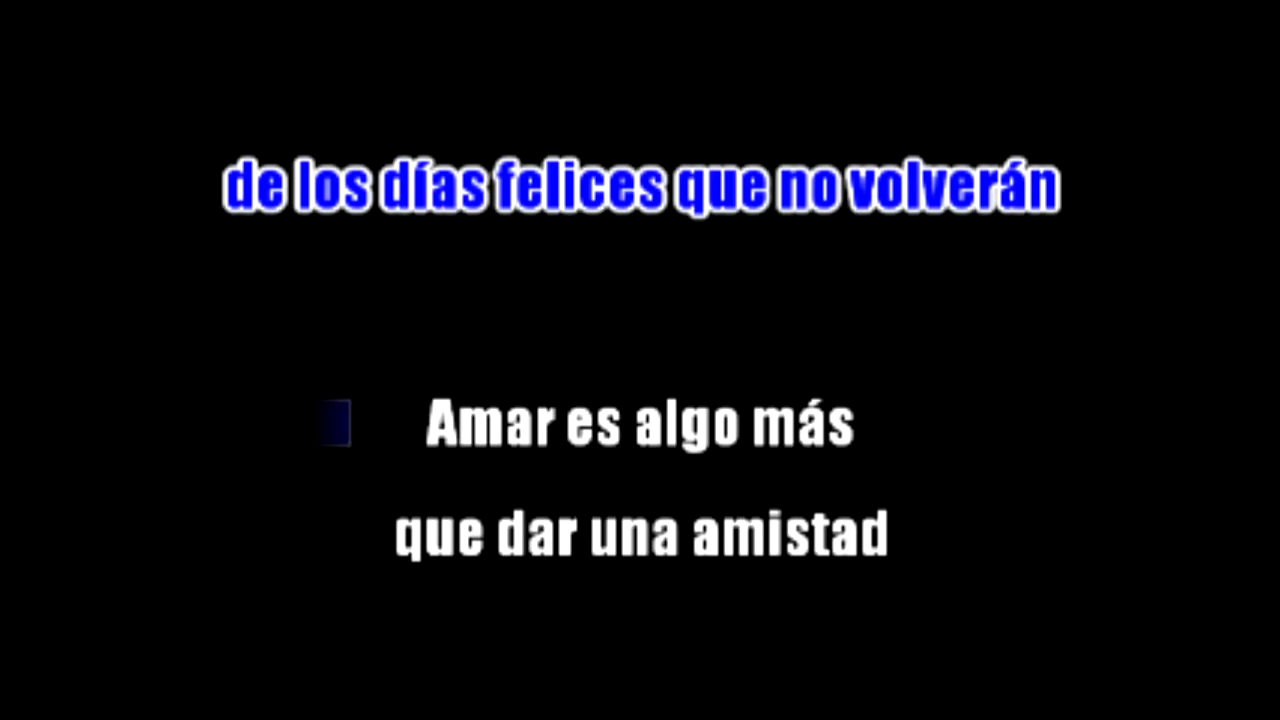 de los días felices que no volverán
Amar es algo más
que dar una amistad